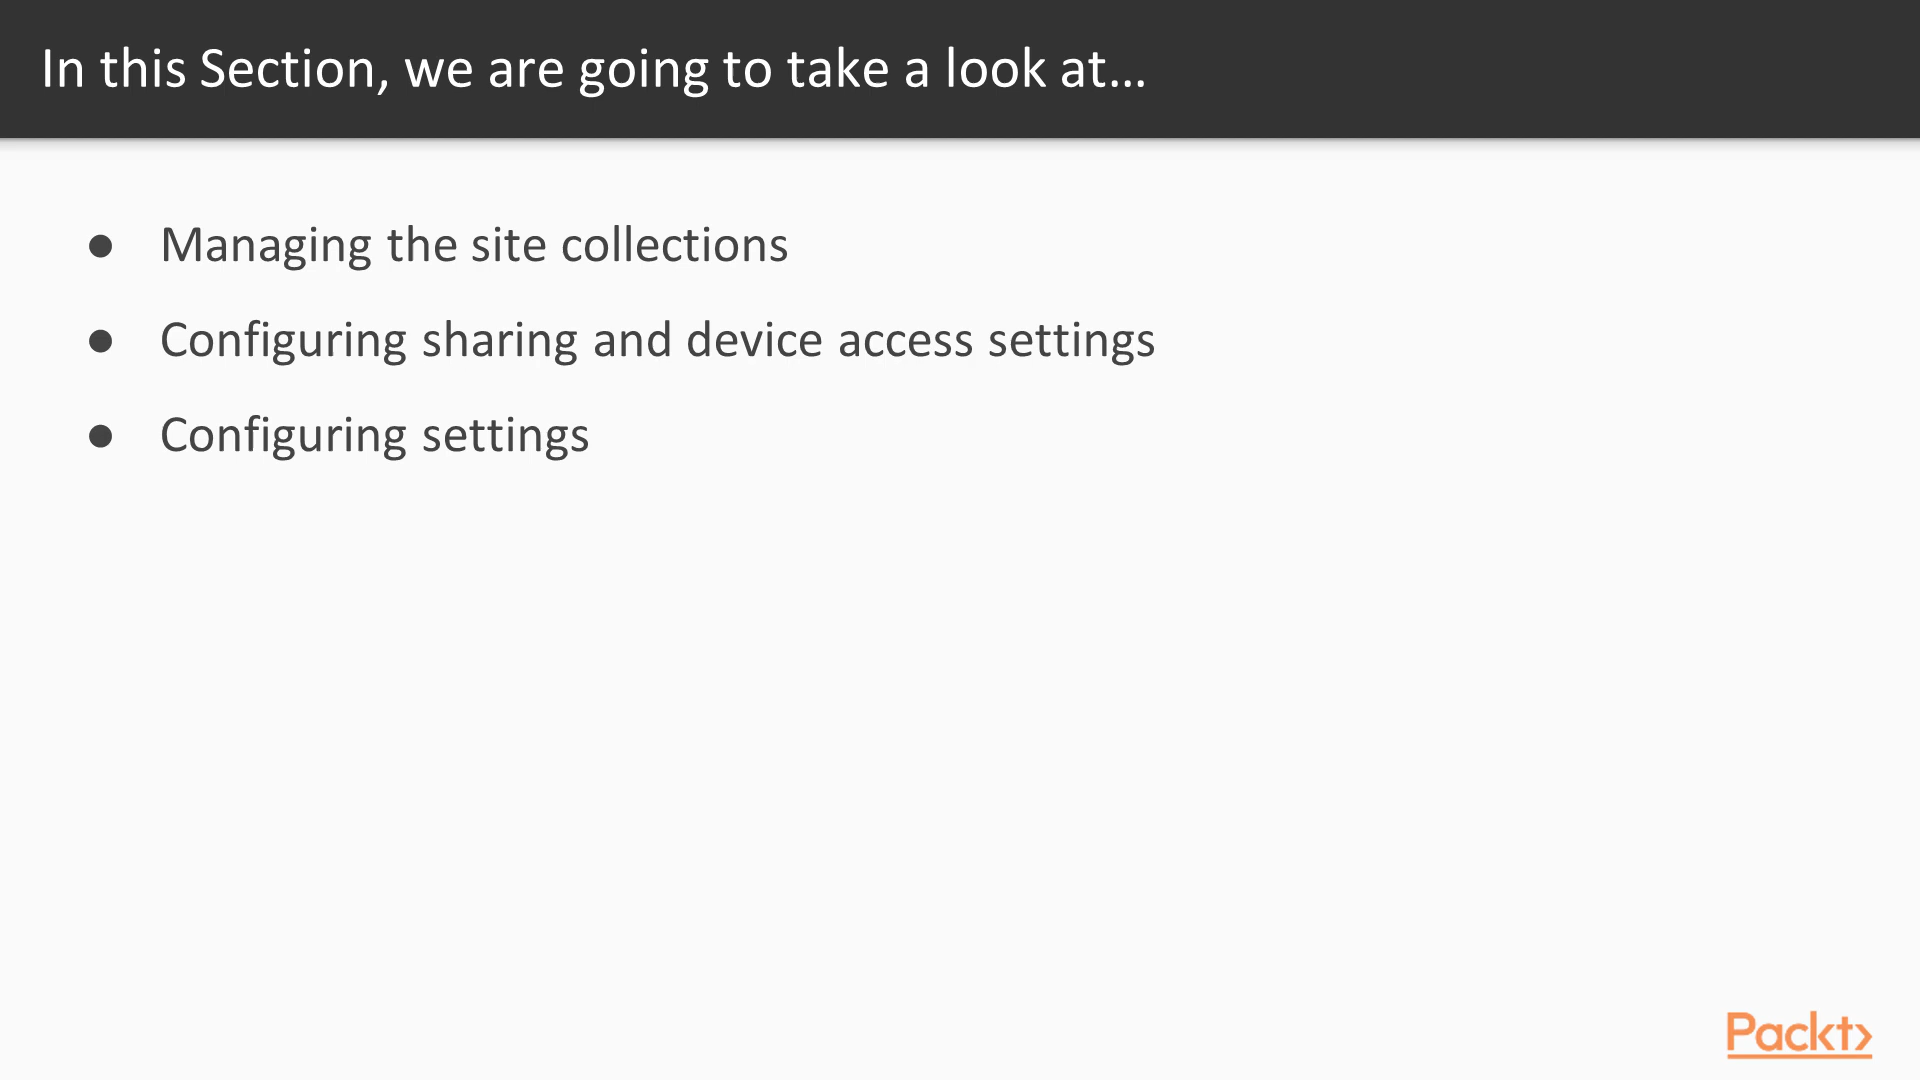 In this Section, we are going to take a look at...
● Managing the site collections
● Configuring sharing and device access settings
● Configuring settings
Packt>